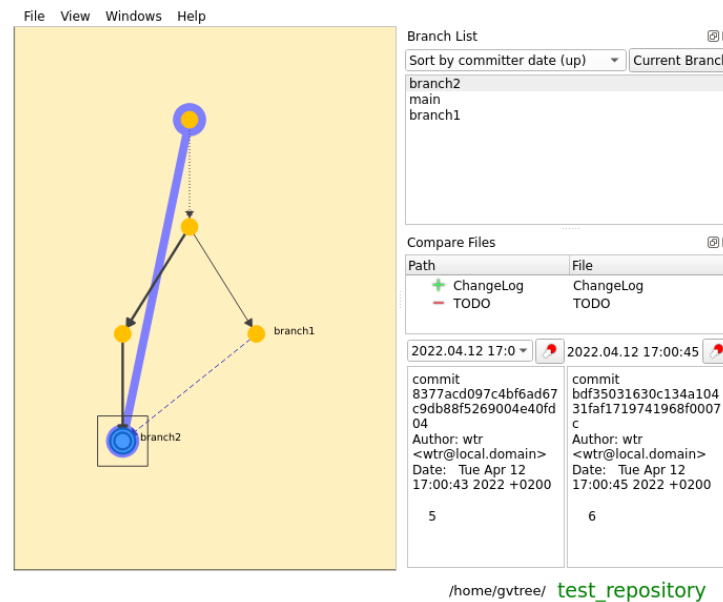 File View Windows Help
Branch List
Sort by committer date (up)
Current Branch
branch2
main
branch1
Compare Files
Path File
ChangeLog ChangeLog
TODO TODO
branch1
branch2
2022.04.12 17:0
2022.04.12 17:00:45
commit
8377acd097c4bf6ad67
c9db88f5269004e40fd
04
Author: wtr
<wtr@local.domain>
Date: Tue Apr 12
17:00:43 2022 +0200
5
commit
bdf35031630c134a104
31faf1719741968f0007
c
Author: wtr
<wtr@local.domain>
Date: Tue Apr 12
17:00:45 2022 +0200
6
/home/gvtree/ test_repository